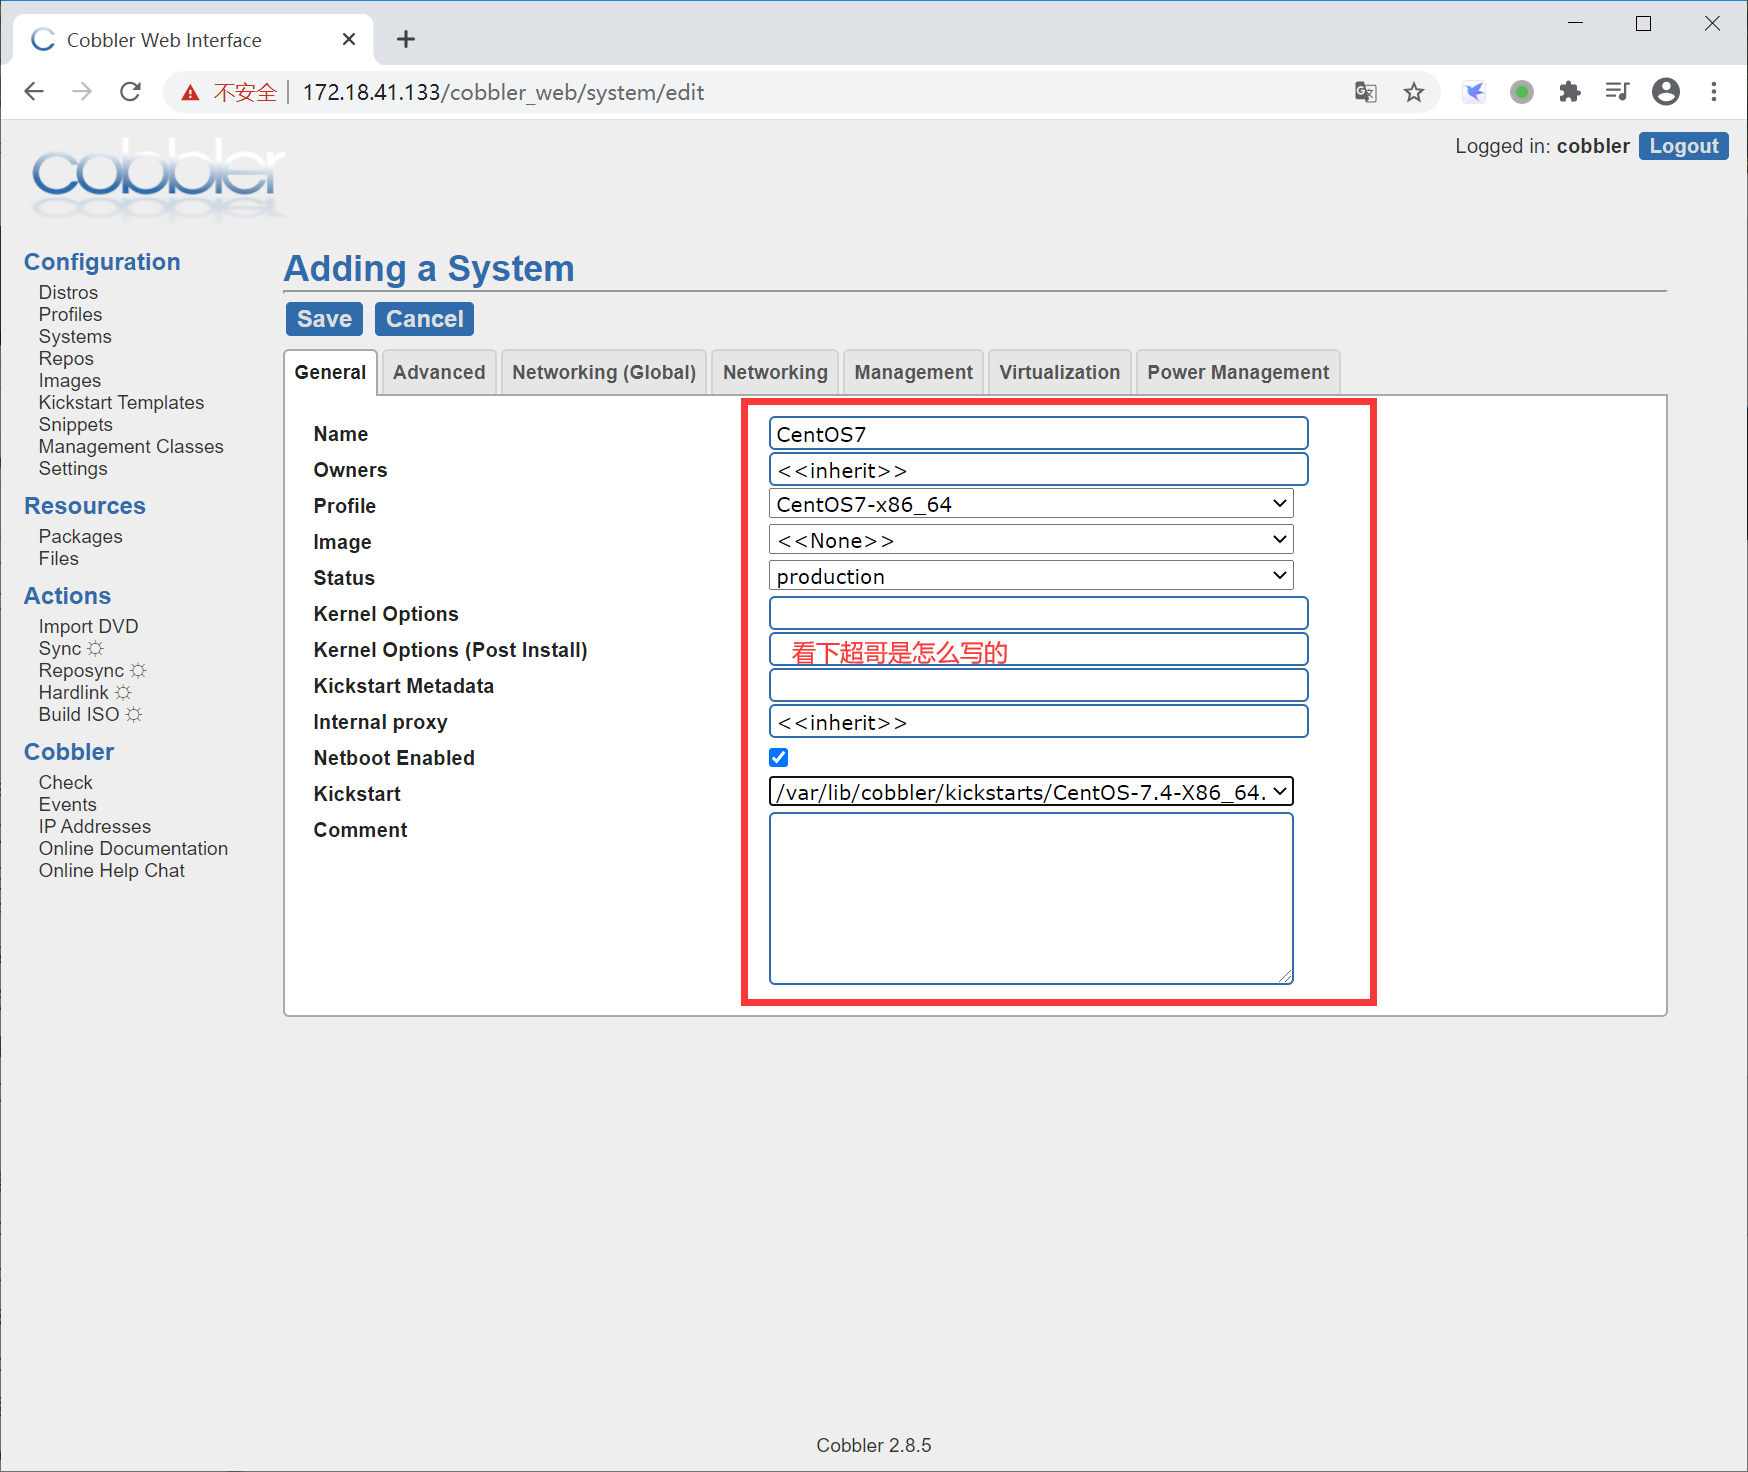 Cobbler Web Interface
不安全
172.18.41.133/cobbler_web/system/edit
Logged in: cobbler Logout
cobbler
Configuration
Distros
Profiles
Systems
Repos
Images
Kickstart Templates
Snippets
Management Classes
Settings
Resources
Packages
Files
Actions
Import DVD
Sync
Reposync
Hardlink
Build ISO
Cobbler
Check
Events
IP Addresses
Online Documentation
Online Help Chat
Adding a System
Save Cancel
General Advanced Networking (Global) Networking Management Virtualization Power Management
Name CentOS7
Owners <<inherit>>
Profile CentOS7-x86_64
Image <<None>>
Status production
Kernel Options
Kernel Options (Post Install) 看下超哥是怎么写的
Kickstart Metadata
Internal proxy <<inherit>>
Netboot Enabled
Kickstart /var/lib/cobbler/kickstarts/CentOS-7.4-X86_64.
Comment
Cobbler 2.8.5